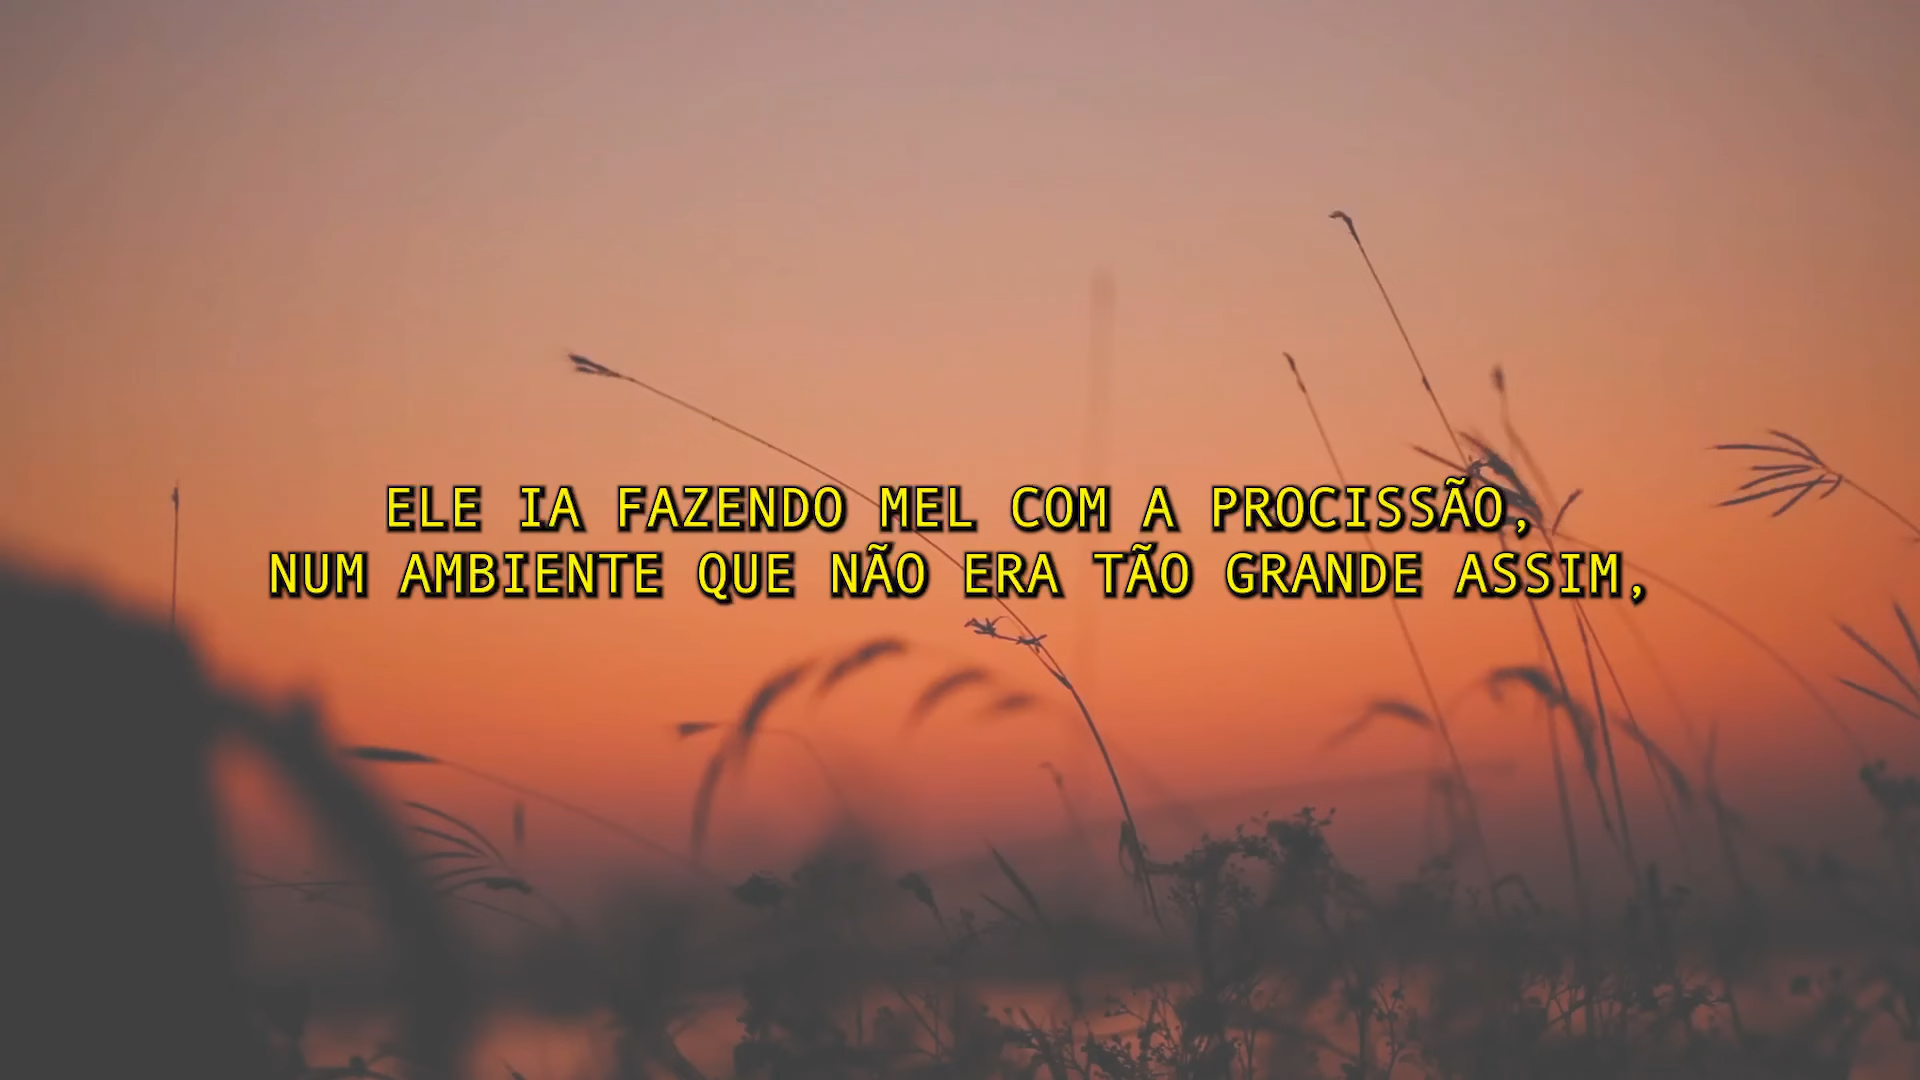 ELE IA FAZENDO MEL COM A PROCISSÃO,
NUM AMBIENTE QUE NÃO ERA TÃO GRANDE ASSIM,